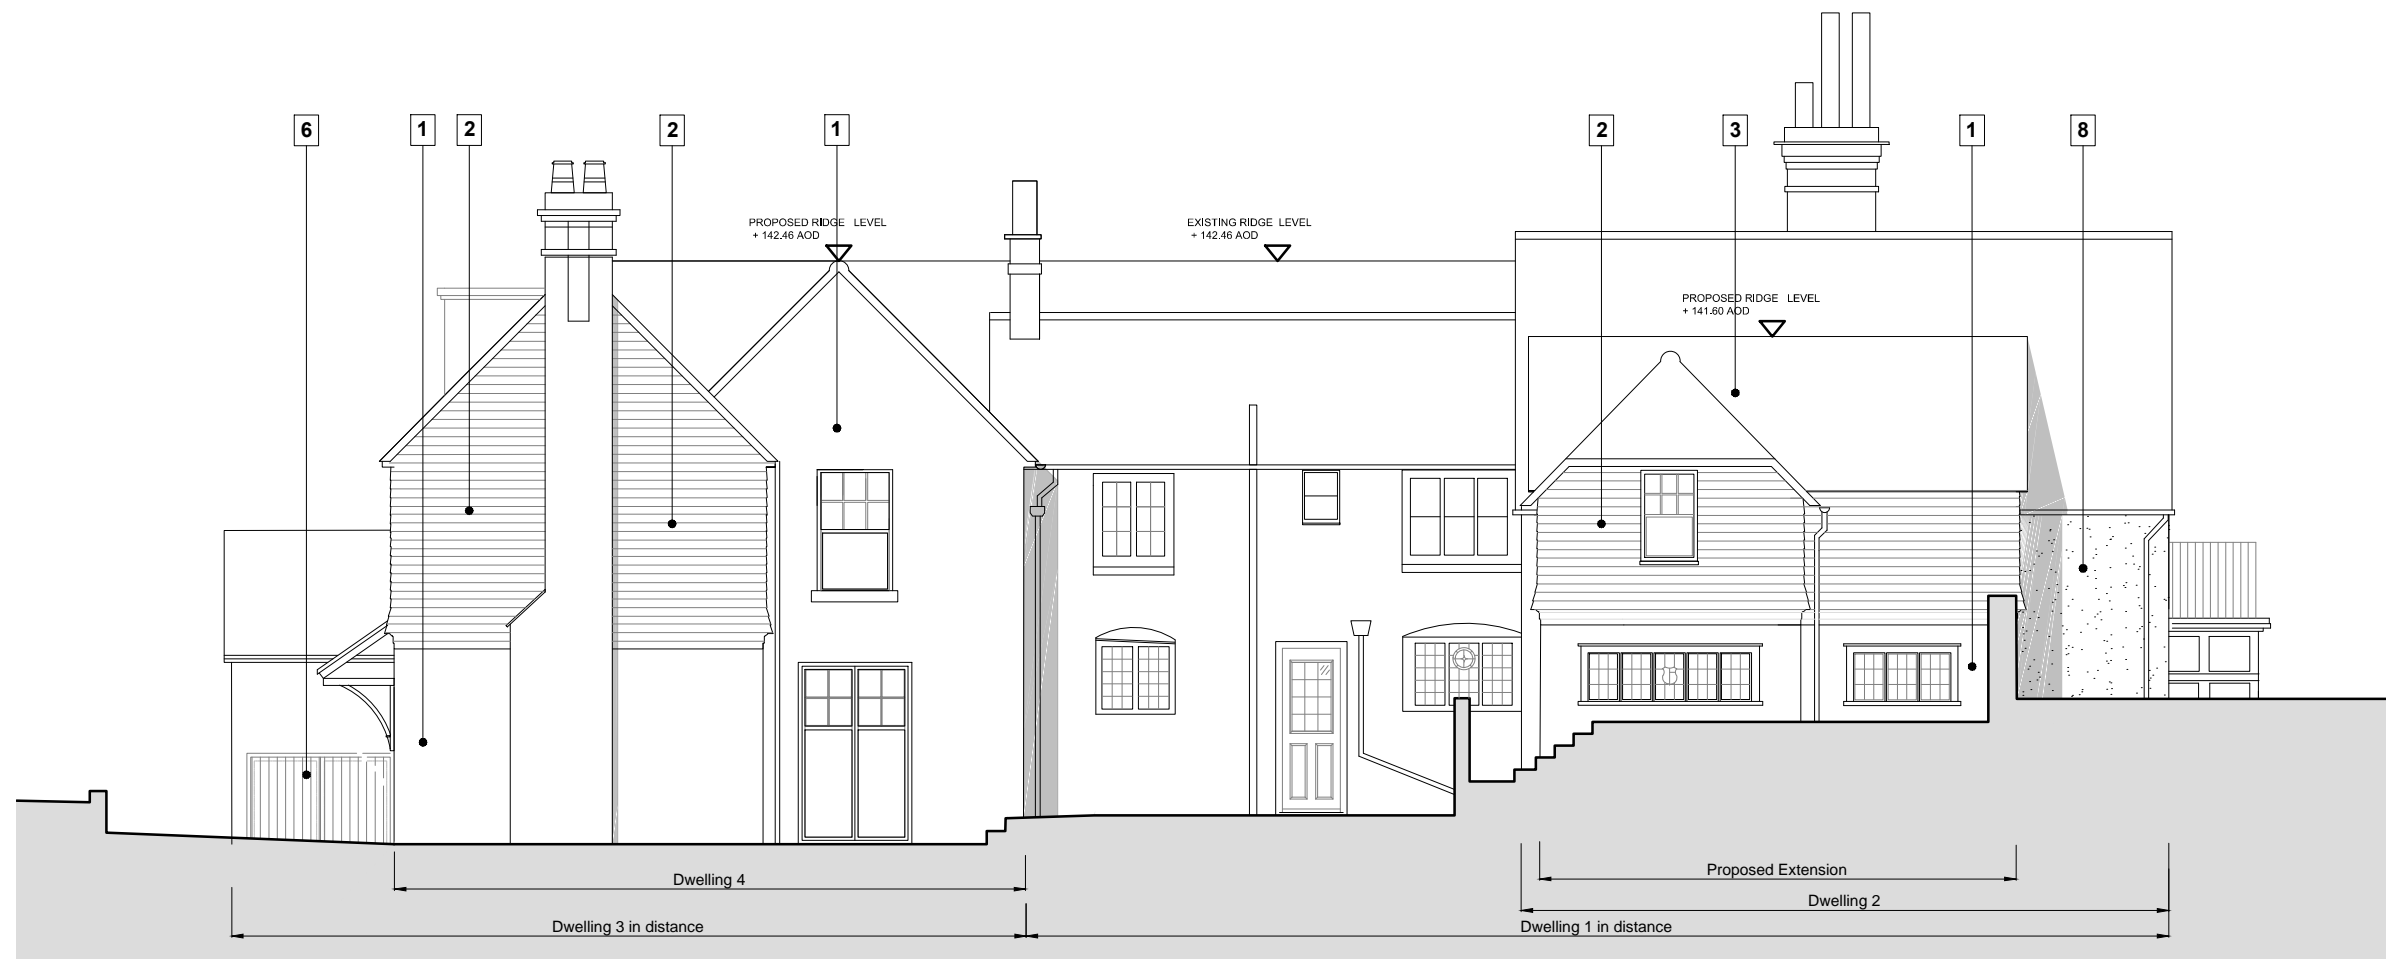 6
1
2
2
1
2
3
1
8
PROPOSED RIDGE LEVEL
+ 142.46 AOD
EXISTING RIDGE LEVEL
+ 142.46 AOD
PROPOSED RIDGE LEVEL
+ 141.60 AOD
Proposed Extension
Dwelling 4
Dwelling 2
Dwelling 3 in distance
Dwelling 1 in distance